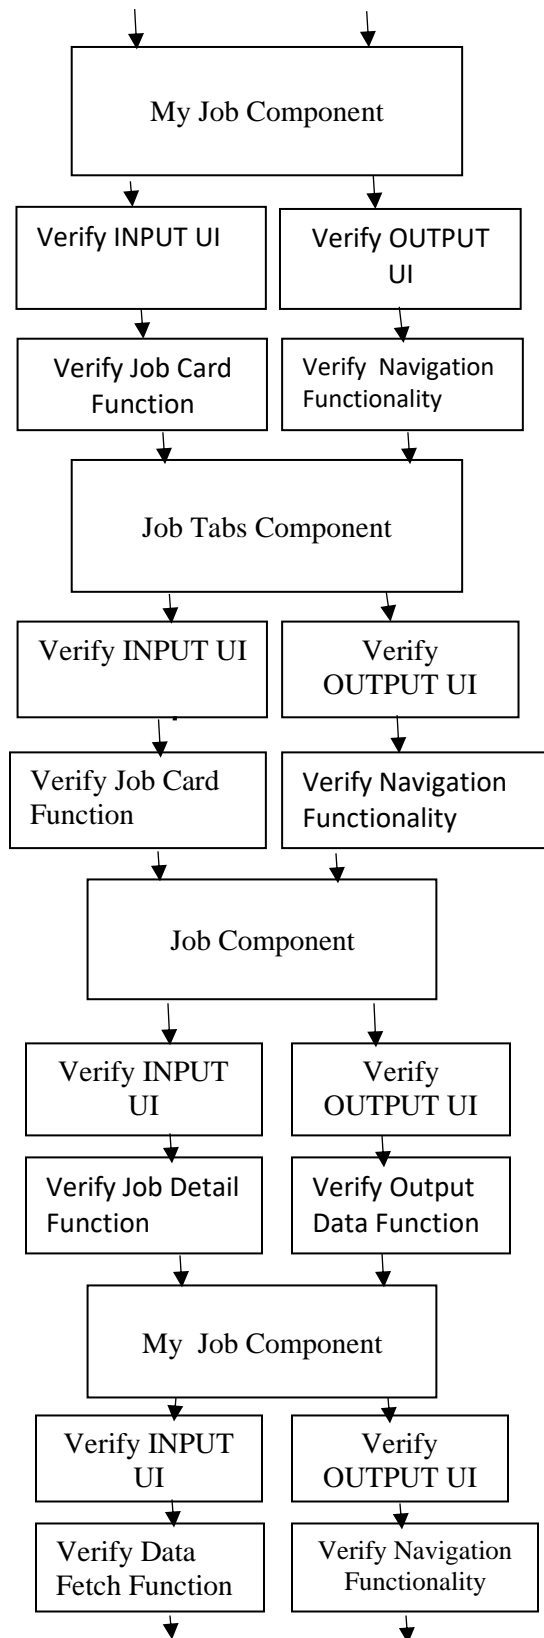 My Job Component
Verify INPUT UI
Verify OUTPUT
UI
Verify Job Card
Function
Verify  Navigation
Functionality
Job Tabs Component
Verify INPUT UI
Verify
OUTPUT UI
Verify Job Card
Function
Verify Navigation
Functionality
Job Component
Verify INPUT
UI
Verify
OUTPUT UI
Verify Job Detail
Function
Verify Output
Data Function
My  Job Component
Verify INPUT
UI
Verify
OUTPUT UI
Verify Data
Fetch Function
Verify Navigation
Functionality